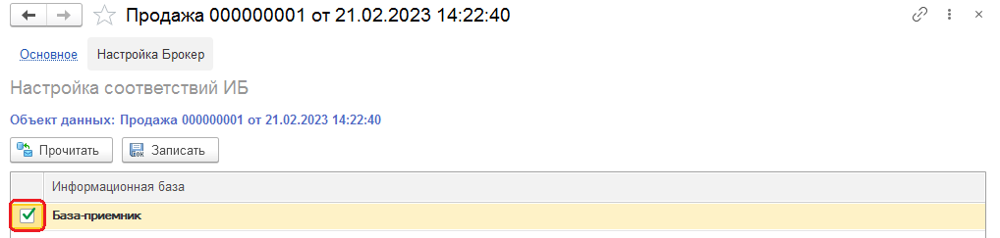 Продажа 000000001 от 21.02.2023 14:22:40
Основное Настройка Брокер
Настройка соответствий ИБ
Объект данных: Продажа 000000001 от 21.02.2023 14:22:40
Прочитать Записать
Информационная база
База-приемник